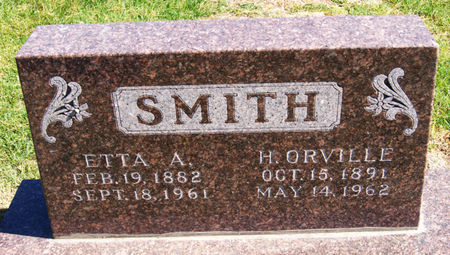 SMITH
ETTA A.
FEB. 19, 1882
SEPT. 18, 1961
H. ORVILLE
OCT. 15, 1891
MAY 14, 1962